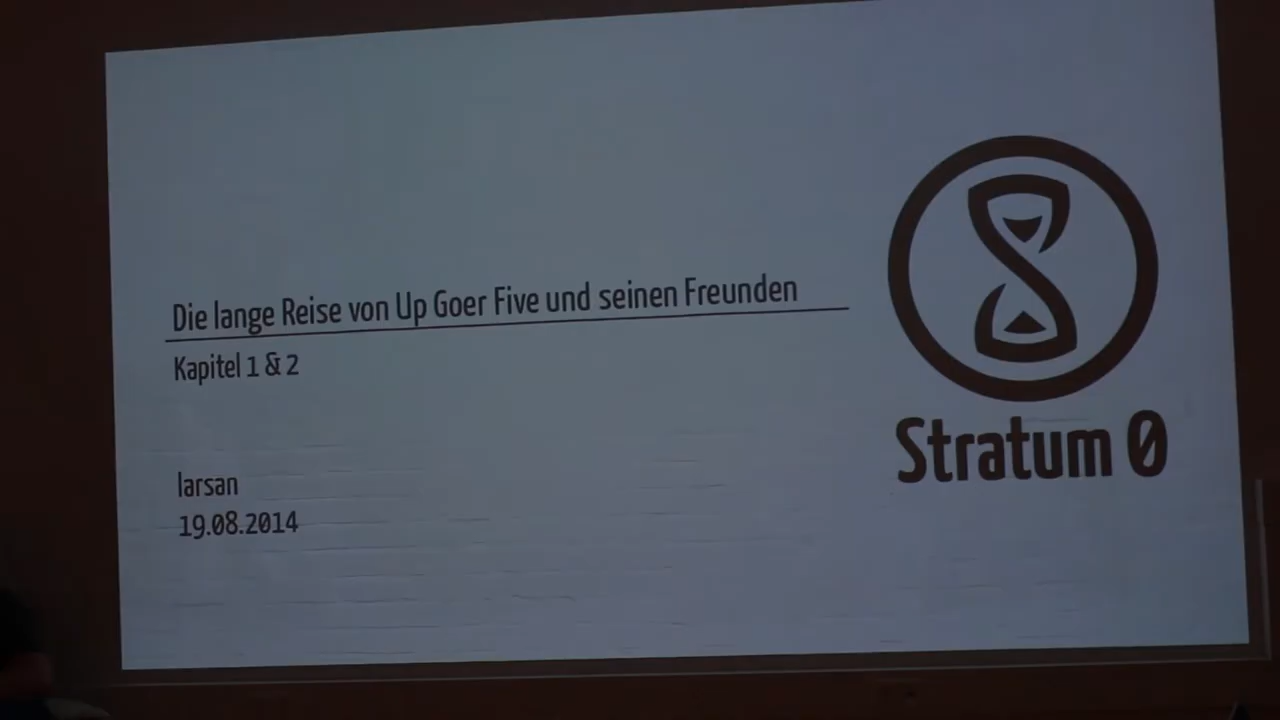 Die lange Reise von Up Goer Five und seinen Freunden
Kapitel 1 & 2
larsan
19.08.2014
Stratum 0